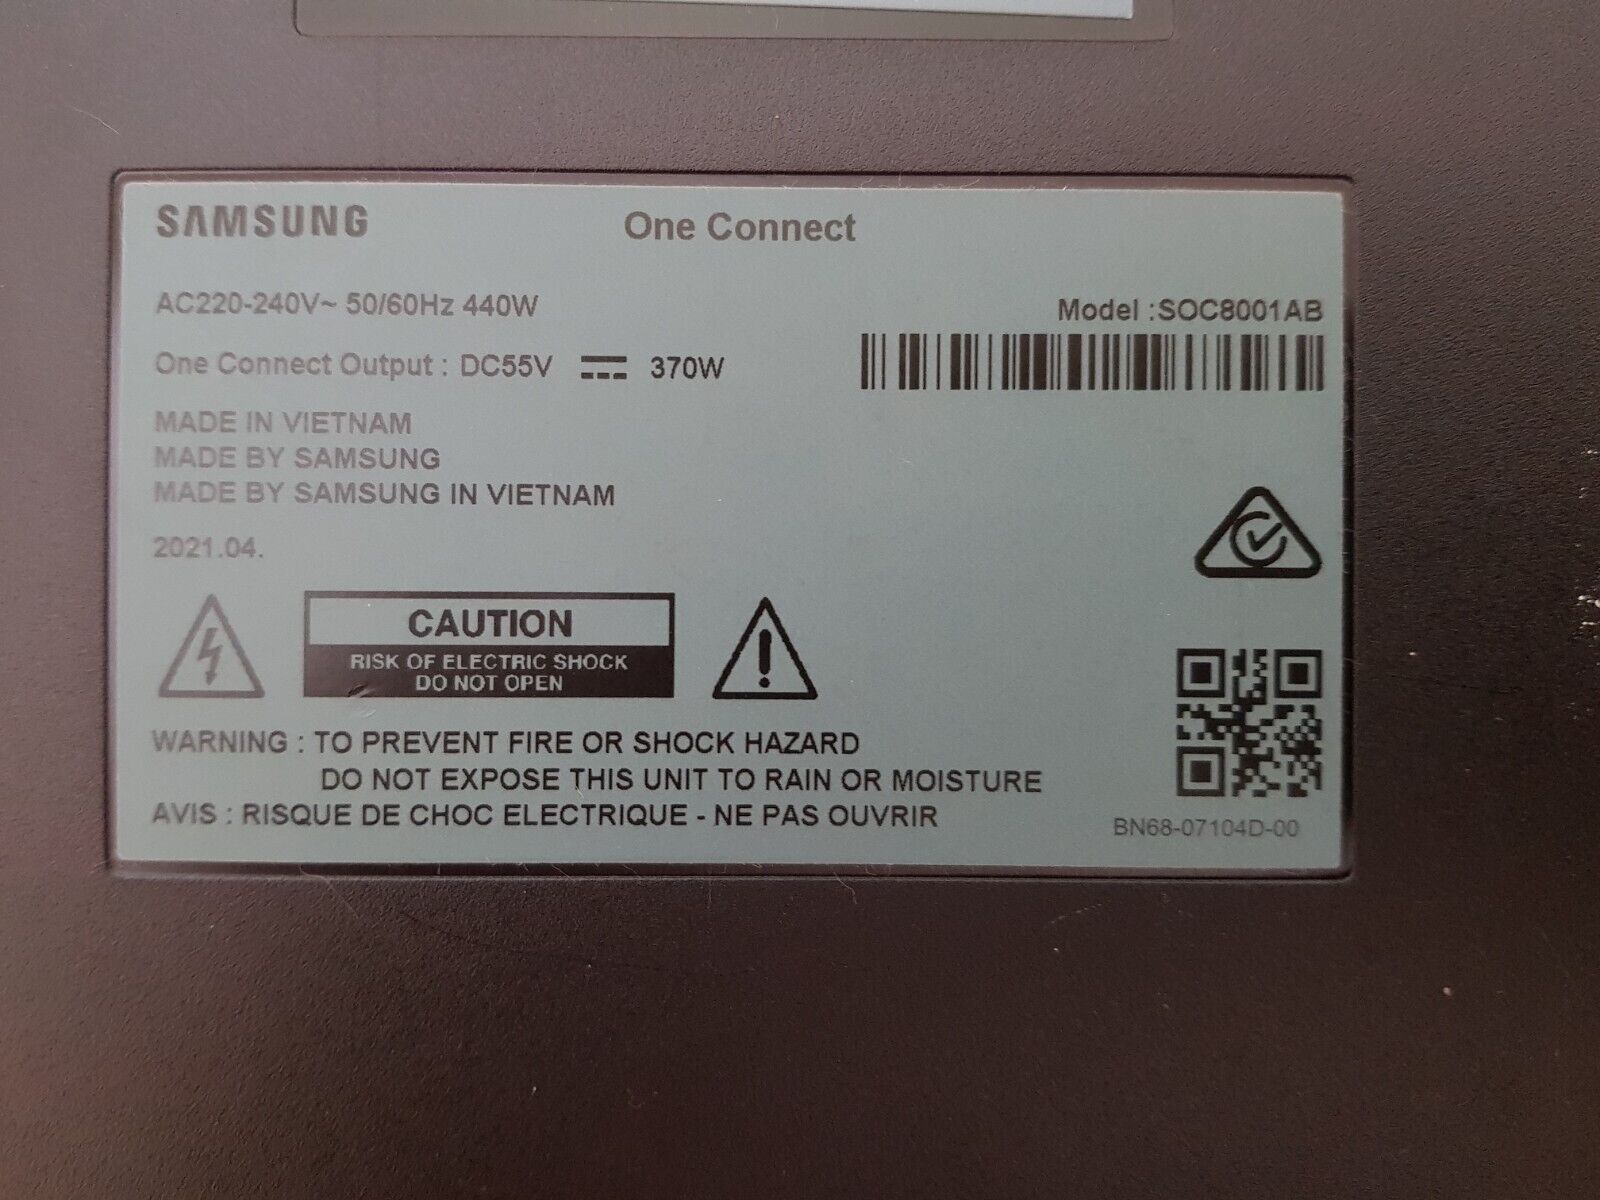 SAMSUNG
One Connect
AC220-240V~ 50/60Hz 440W
Model :SOC8001AB
One Connect Output : DC55V 370W
MADE IN VIETNAM
MADE BY SAMSUNG
MADE BY SAMSUNG IN VIETNAM
2021.04.
CAUTION
RISK OF ELECTRIC SHOCK
DO NOT OPEN
WARNING : TO PREVENT FIRE OR SHOCK HAZARD
DO NOT EXPOSE THIS UNIT TO RAIN OR MOISTURE
AVIS : RISQUE DE CHOC ELECTRIQUE - NE PAS OUVRIR
BN68-07104D-00